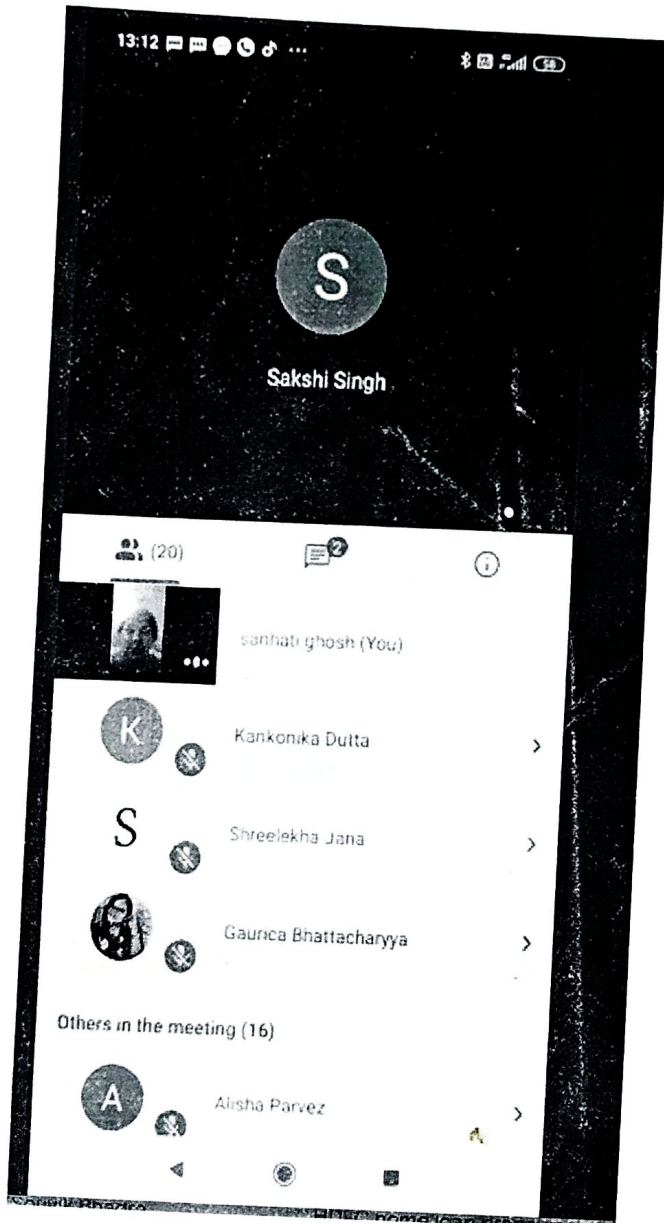 13:12
58
S
Sakshi Singh
(20)
2
sanhati ghosh (You)
K
Kankonika Dutta
S
Shreelekha Jana
Gaurica Bhattacharyya
Others in the meeting (16)
A
Alisha Parvez